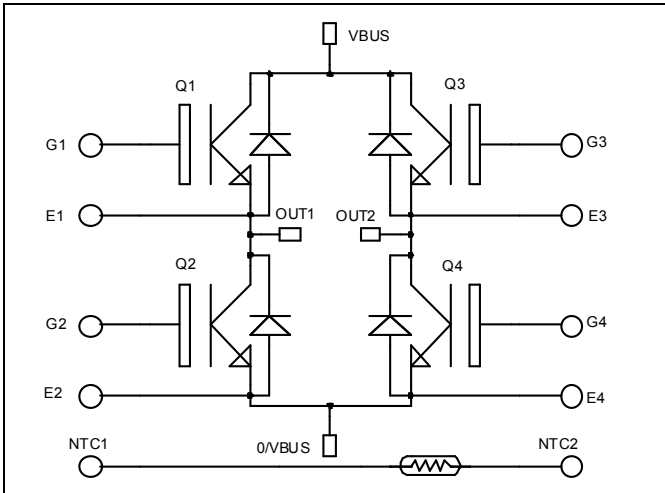 VBUS
Q1 Q3
G1 G3
E1 E3
OUT1 OUT2
Q2 Q4
G2 G4
E2 E4
0/VBUS
NTC1 NTC2